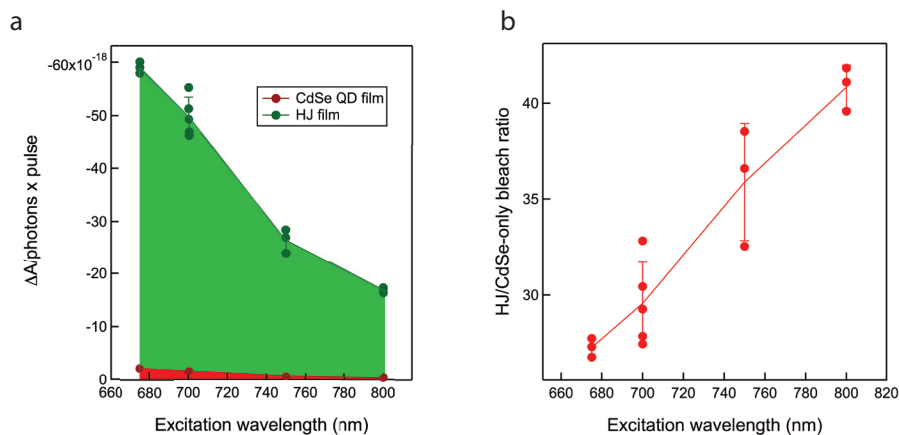 a
-60x10-18
-50
-40
-30
-20
-10
0
ΔA/photons x pulse
CdSe QD film
HJ film
660 680 700 720 740 760 780 800
Excitation wavelength (nm)
b
40
35
30
HJ/CdSe-only bleach ratio
660 680 700 720 740 760 780 800 820
Excitation wavelength (nm)